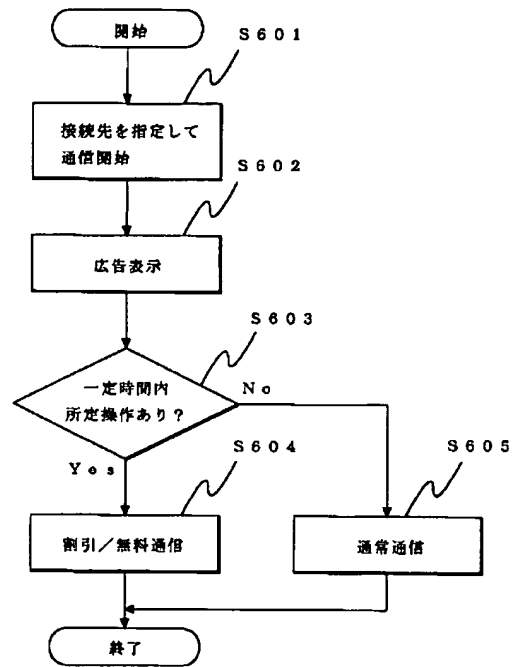 開始
S601
接続先を指定して
通信開始
S602
広告表示
S603
一定時間内
所定操作あり?
No
Yes
S604
割引/無料通信
S605
通常通信
終了